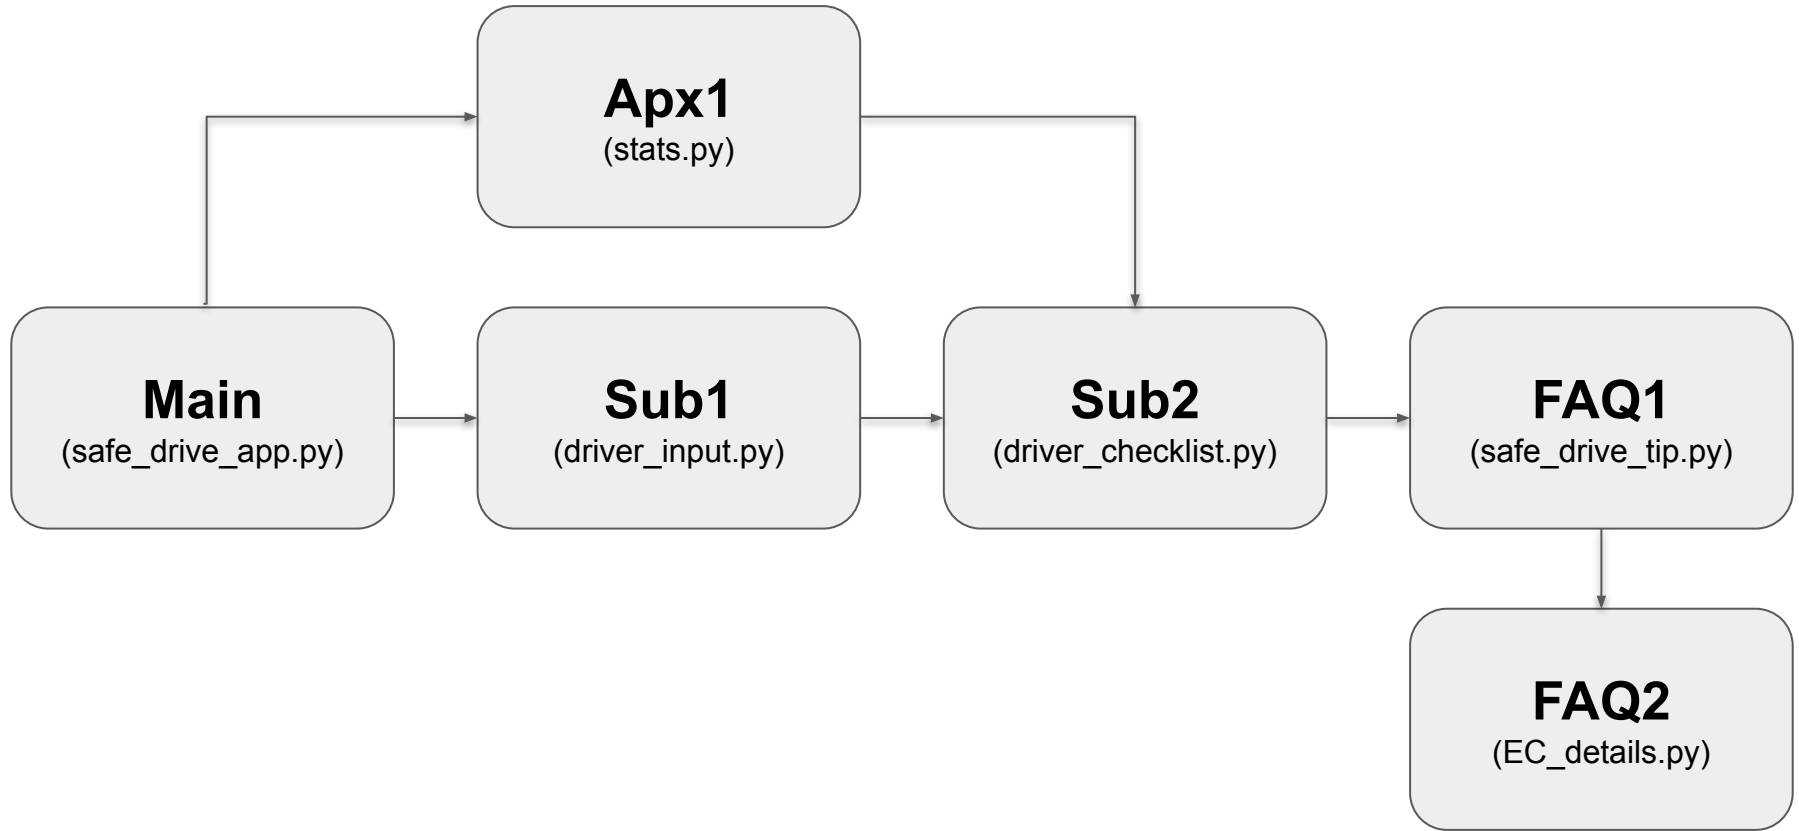 Apx1
(stats.py)
Main
(safe_drive_app.py)
Sub1
(driver_input.py)
Sub2
(driver_checklist.py)
FAQ1
(safe_drive_tip.py)
FAQ2
(EC_details.py)